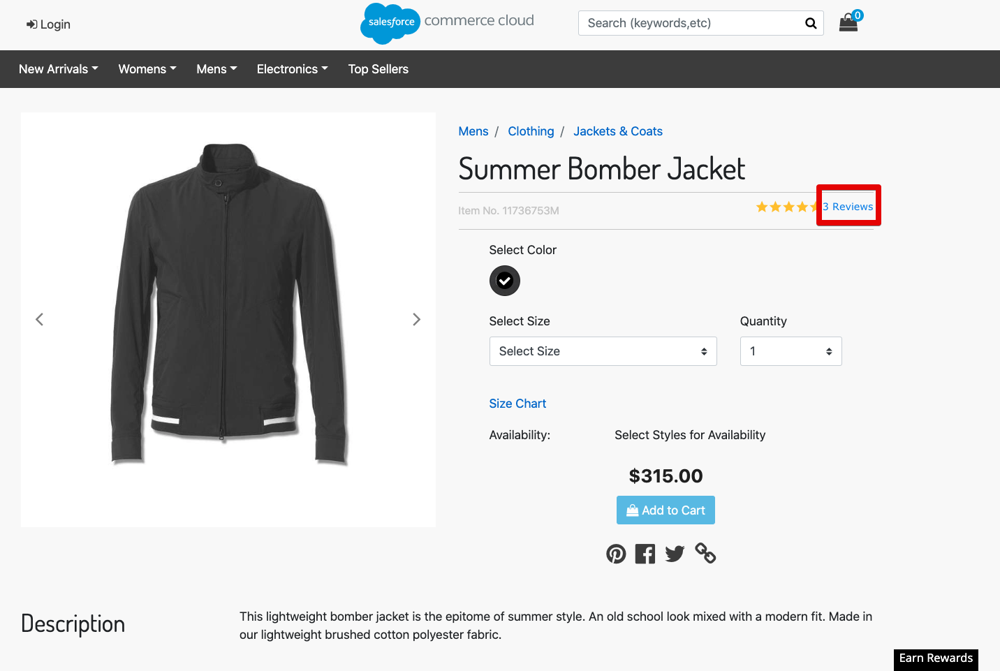 Login
salesforce commerce cloud
Search (keywords,etc)
0
New Arrivals Womens Mens Electronics Top Sellers
Mens / Clothing / Jackets & Coats
Summer Bomber Jacket
Item No. 11736753M
3 Reviews
Select Color
Select Size Quantity
Select Size 1
Size Chart
Availability: Select Styles for Availability
$315.00
Add to Cart
Description
This lightweight bomber jacket is the epitome of summer style. An old school look mixed with a modern fit. Made in
our lightweight brushed cotton polyester fabric.
Earn Rewards